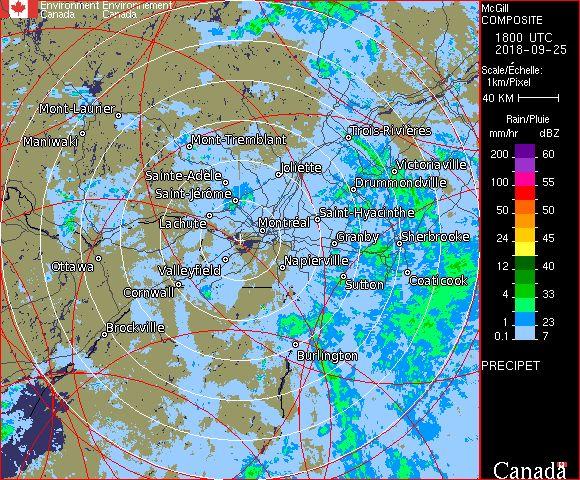 Environment Environnement
Canada Canada
McGill
COMPOSITE
1800 UTC
2018-09-25
Scale/Échelle:
1km/Pixel
40 KM
Rain/Pluie
mm/hr dBZ
200 60
150 55
100 55
50 50
24 45
12 40
4 33
1 23
0.1 7
PRECIPET
Canada
Mont-Laurier
Maniwaki
Mont-Tremblant
Trois-Rivières
Joliette
Victoriaville
Sainte-Adèle
Drummondville
Saint-Jérôme
Lachute
Saint-Hyacinthe
Montréal
Granby
Sherbrooke
Ottawa
Valleyfield
Napierville
Coaticook
Cornwall
Sutton
Brockville
Burlington